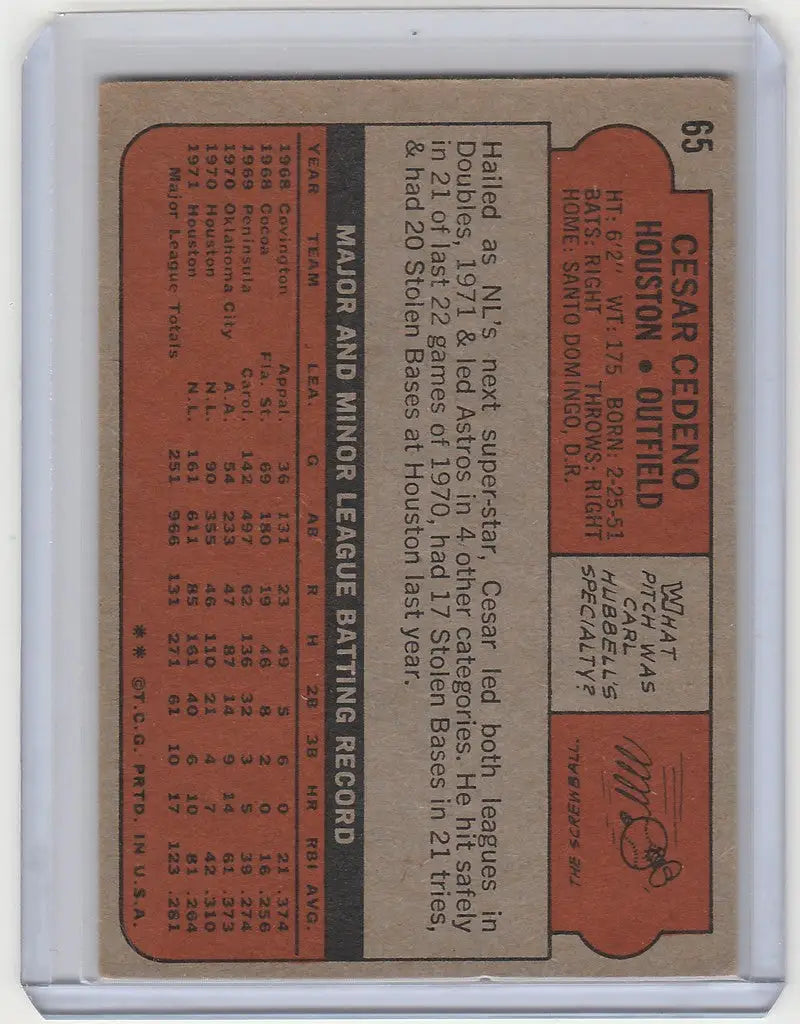 65
CESAR CEDENO
HOUSTON • OUTFIELD
HT: 6'2" WT: 175 BORN: 2-25-51
BATS: RIGHT THROWS: RIGHT
HOME: SANTO DOMINGO, D.R.
WHAT
PITCH WAS
CARL
HUBBELL'S
SPECIALTY?
THE SCREWBALL.
Hailed as NL's next super-star, Cesar led both leagues in
Doubles, 1971 & led Astros in 4 other categories. He hit safely
in 21 of last 22 games of 1970, had 17 Stolen Bases in 21 tries,
& had 20 Stolen Bases at Houston last year.
MAJOR AND MINOR LEAGUE BATTING RECORD
YEAR TEAM LEA. G AB R H 2B 3B HR RBI AVG.
1968 Covington Appal. 36 131 23 49 5 6 0 21 .374
1968 Cocoa Fla. St. 69 180 19 46 8 2 0 16 .256
1969 Peninsula Carol. 142 497 62 136 32 3 5 39 .274
1970 Oklahoma City A.A. 54 233 47 87 14 9 14 61 .373
1970 Houston N.L. 90 355 46 110 21 4 7 42 .310
1971 Houston N.L. 161 611 85 161 40 6 10 81 .264
Major League Totals 251 966 131 271 61 10 17 123 .281
** ©T.C.G. PRTD. IN U.S.A.